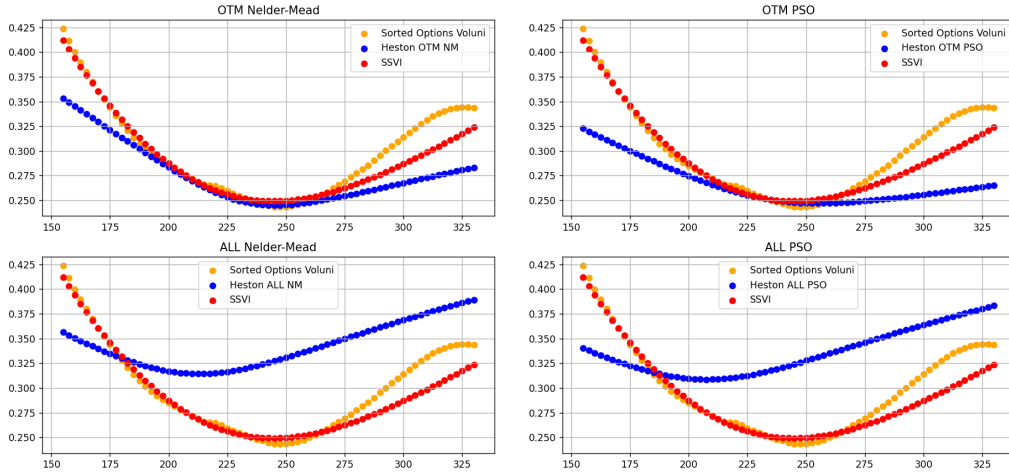 OTM Nelder-Mead
0.425
0.400
0.375
0.350
0.325
0.300
0.275
0.250
Sorted Options Voluni
Heston OTM NM
SSVI
150 175 200 225 250 275 300 325
OTM PSO
0.425
0.400
0.375
0.350
0.325
0.300
0.275
0.250
Sorted Options Voluni
Heston OTM PSO
SSVI
150 175 200 225 250 275 300 325
ALL Nelder-Mead
0.425
0.400
0.375
0.350
0.325
0.300
0.275
0.250
Sorted Options Voluni
Heston ALL NM
SSVI
150 175 200 225 250 275 300 325
ALL PSO
0.425
0.400
0.375
0.350
0.325
0.300
0.275
0.250
Sorted Options Voluni
Heston ALL PSO
SSVI
150 175 200 225 250 275 300 325